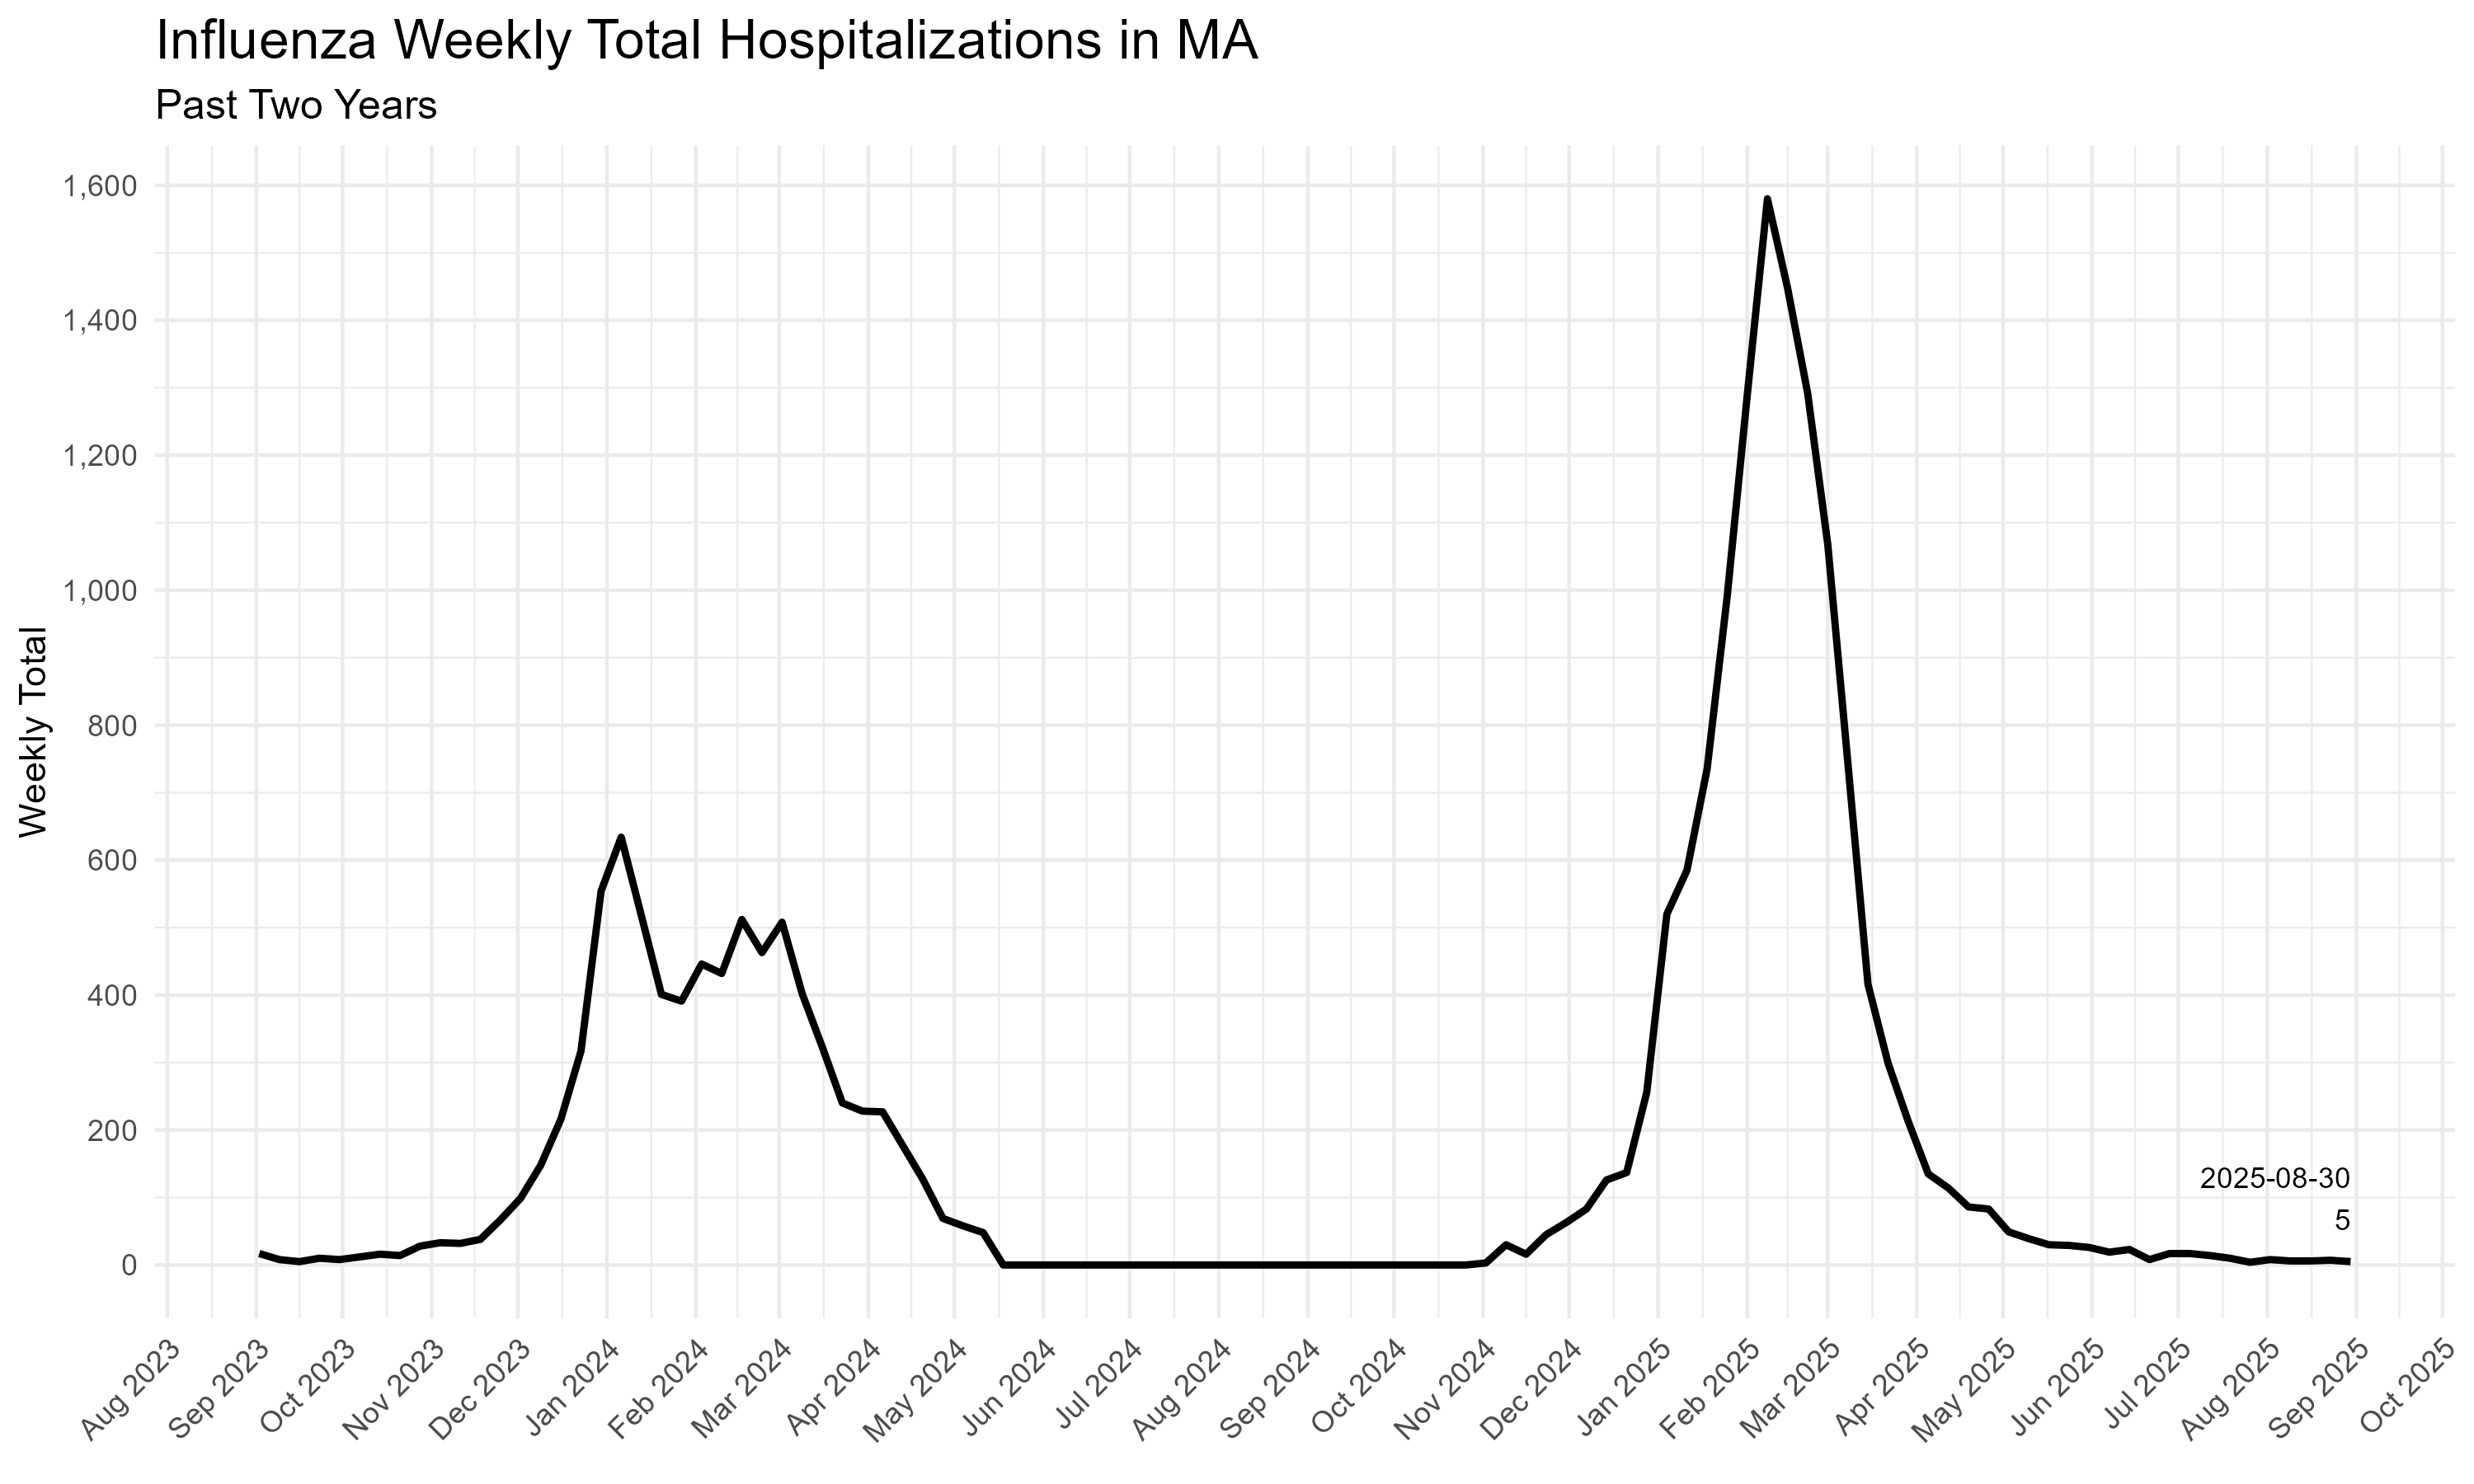 Influenza Weekly Total Hospitalizations in MA
Past Two Years
1,600
1,400
1,200
1,000
800
600
400
200
0
Weekly Total
2025-08-30
5
Aug 2023
Sep 2023
Oct 2023
Nov 2023
Dec 2023
Jan 2024
Feb 2024
Mar 2024
Apr 2024
May 2024
Jun 2024
Jul 2024
Aug 2024
Sep 2024
Oct 2024
Nov 2024
Dec 2024
Jan 2025
Feb 2025
Mar 2025
Apr 2025
May 2025
Jun 2025
Jul 2025
Aug 2025
Sep 2025
Oct 2025